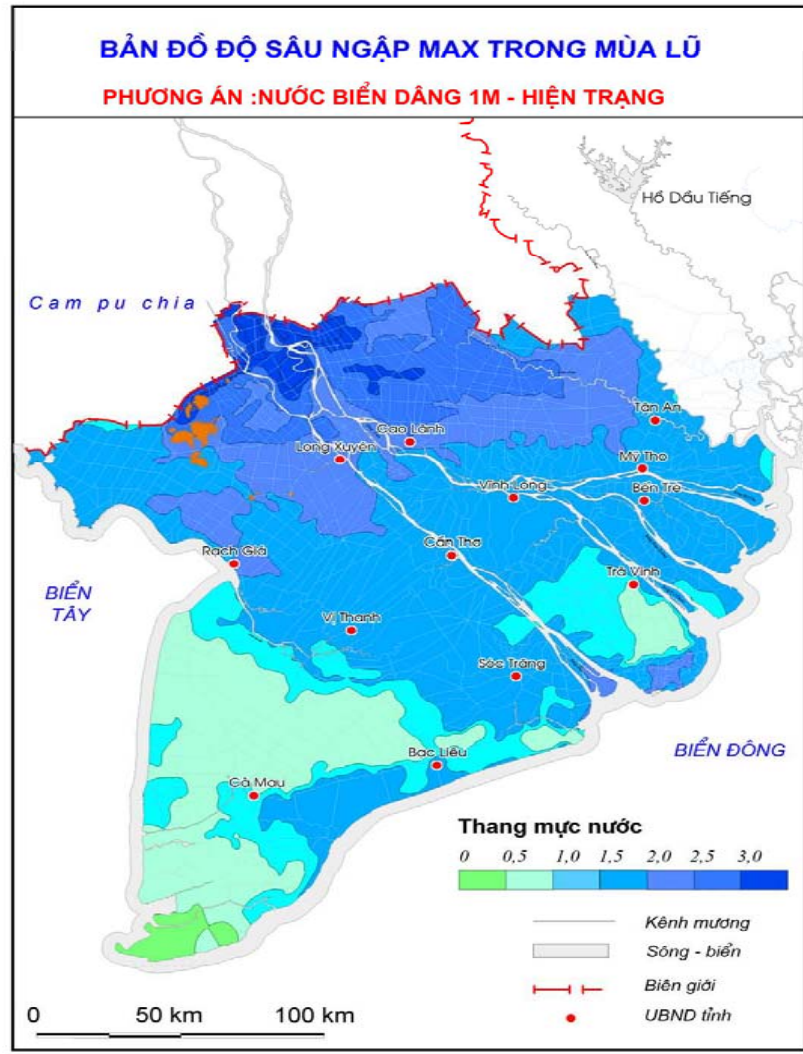 BẢN ĐỒ ĐỘ SÂU NGẬP MAX TRONG MÙA LŨ
PHƯƠNG ÁN :NƯỚC BIỂN DÂNG 1M - HIỆN TRẠNG
Hồ Dầu Tiếng
Cam pu chia
Tân An
Cao Lãnh
Long Xuyên
Mỹ Tho
Vĩnh Long
Bến Tre
Cần Thơ
Rạch Giá
Trà Vinh
BIỂN
TÂY
Vị Thanh
Sóc Trăng
BIỂN ĐÔNG
Bạc Liêu
Cà Mau
Thang mực nước
0 0,5 1,0 1,5 2,0 2,5 3,0
Kênh mương
Sông - biển
Biên giới
UBND tỉnh
0 50 km 100 km